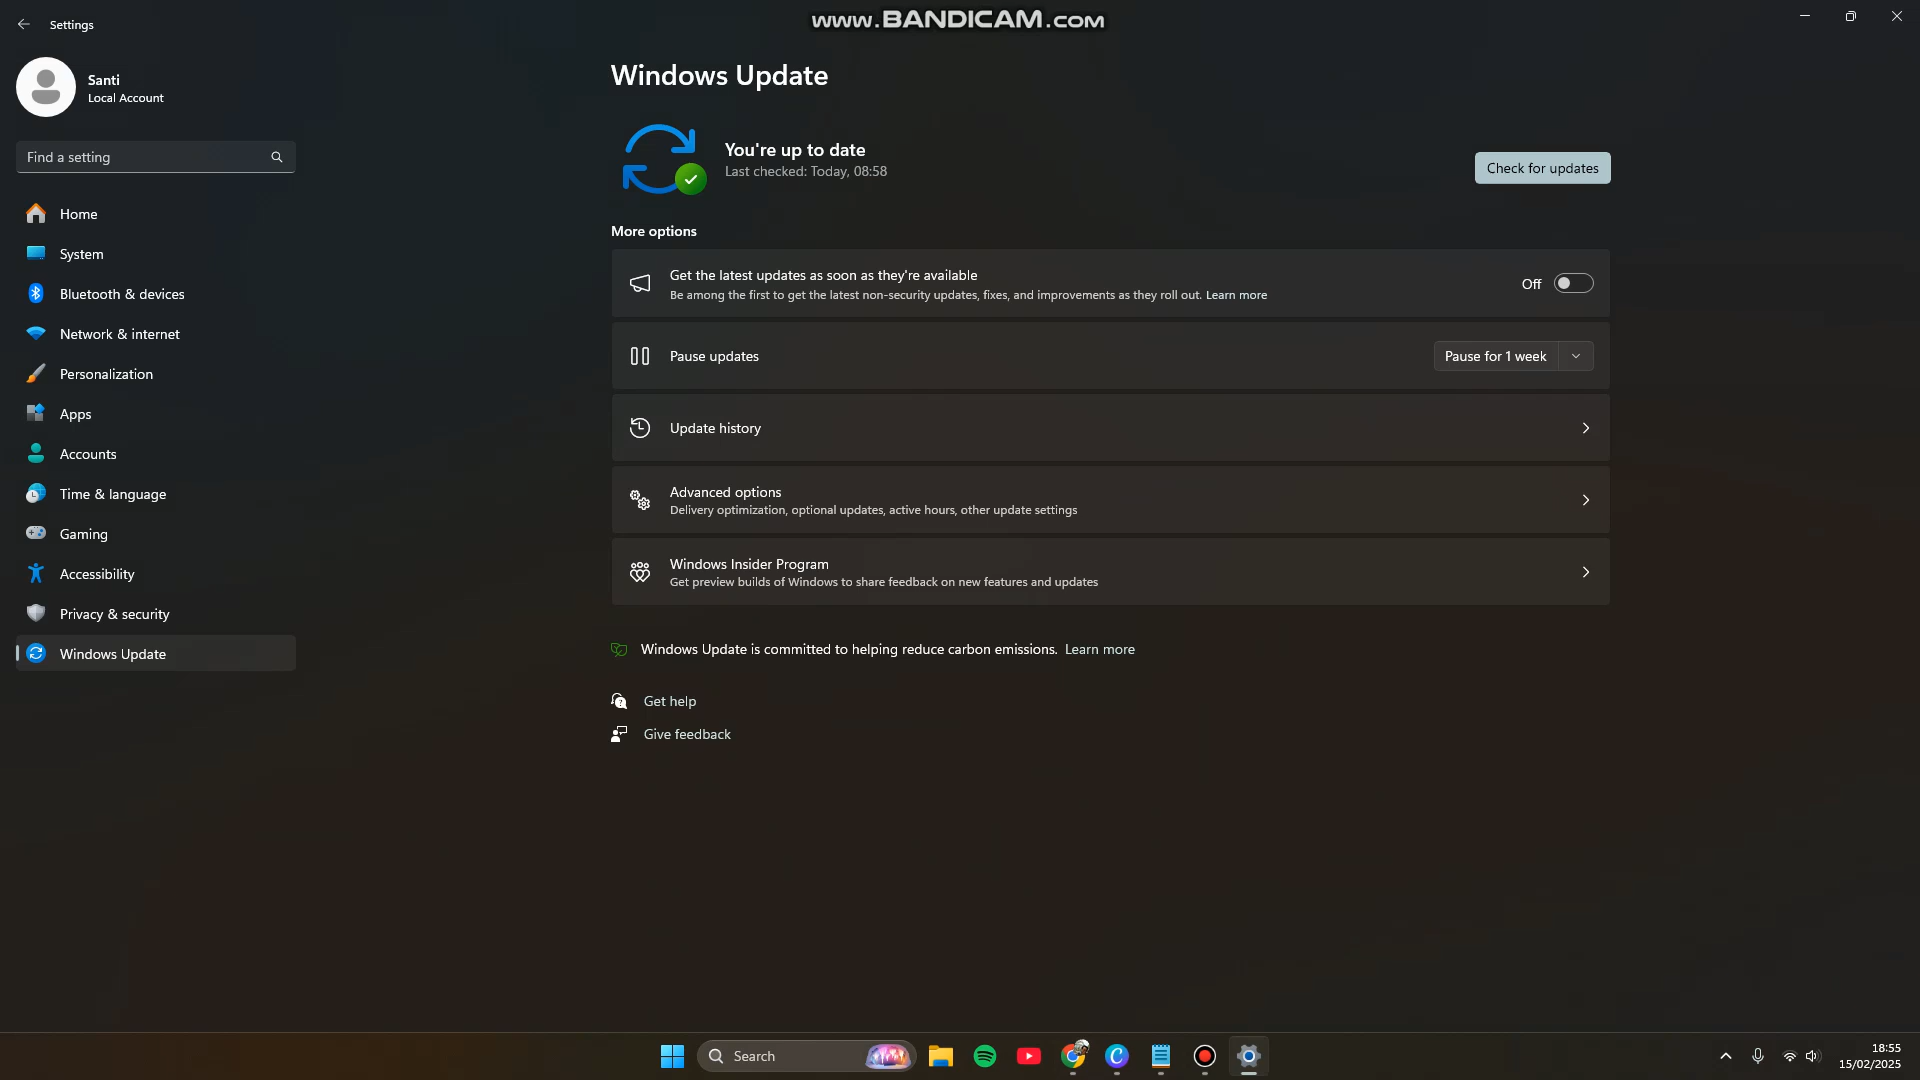 Settings
www.BANDICAM.com
Santi
Local Account
Find a setting
Home
System
Bluetooth & devices
Network & internet
Personalization
Apps
Accounts
Time & language
Gaming
Accessibility
Privacy & security
Windows Update
Windows Update
You're up to date
Last checked: Today, 08:58
Check for updates
More options
Get the latest updates as soon as they're available
Be among the first to get the latest non-security updates, fixes, and improvements as they roll out. Learn more
Off
Pause updates
Pause for 1 week
Update history
Advanced options
Delivery optimization, optional updates, active hours, other update settings
Windows Insider Program
Get preview builds of Windows to share feedback on new features and updates
Windows Update is committed to helping reduce carbon emissions. Learn more
Get help
Give feedback
Search
18:55
15/02/2025